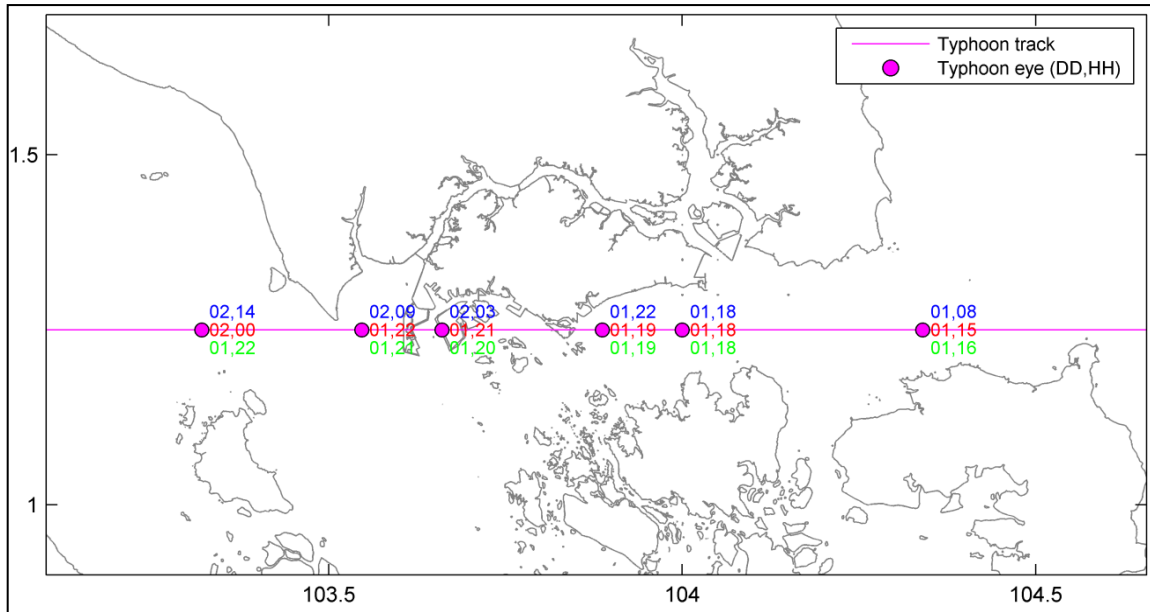 Typhoon track
Typhoon eye (DD,HH)
1.5
02,14 02,09 02,03 01,22 01,18 01,08
02,00 01,22 01,21 01,19 01,18 01,15
01,22 01,21 01,20 01,19 01,18 01,16
1
103.5 104 104.5